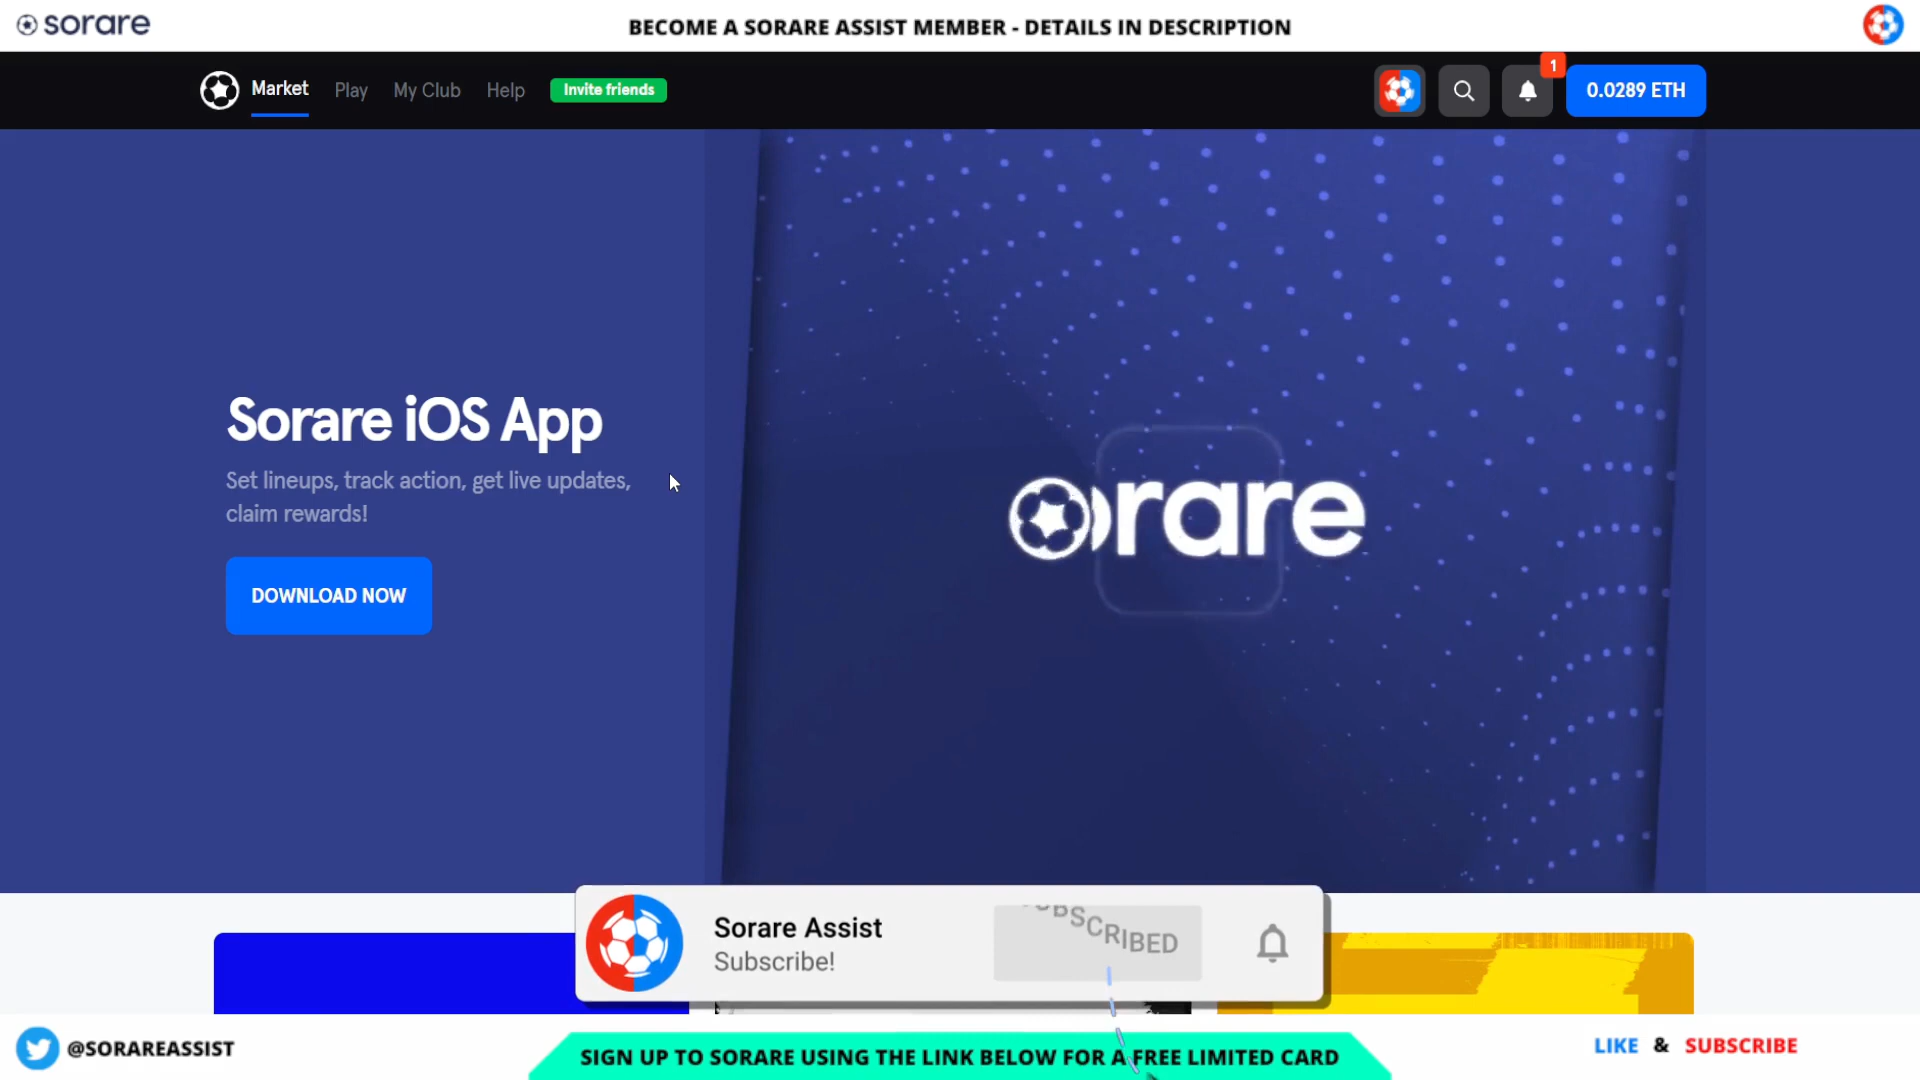 sorare
BECOME A SORARE ASSIST MEMBER - DETAILS IN DESCRIPTION
Market
Play
My Club
Help
Invite friends
1
0.0289 ETH
Sorare iOS App
Set lineups, track action, get live updates,
claim rewards!
DOWNLOAD NOW
rare
Sorare Assist
Subscribe!
SUBSCRIBED
@SORAREASSIST
SIGN UP TO SORARE USING THE LINK BELOW FOR A FREE LIMITED CARD
LIKE & SUBSCRIBE